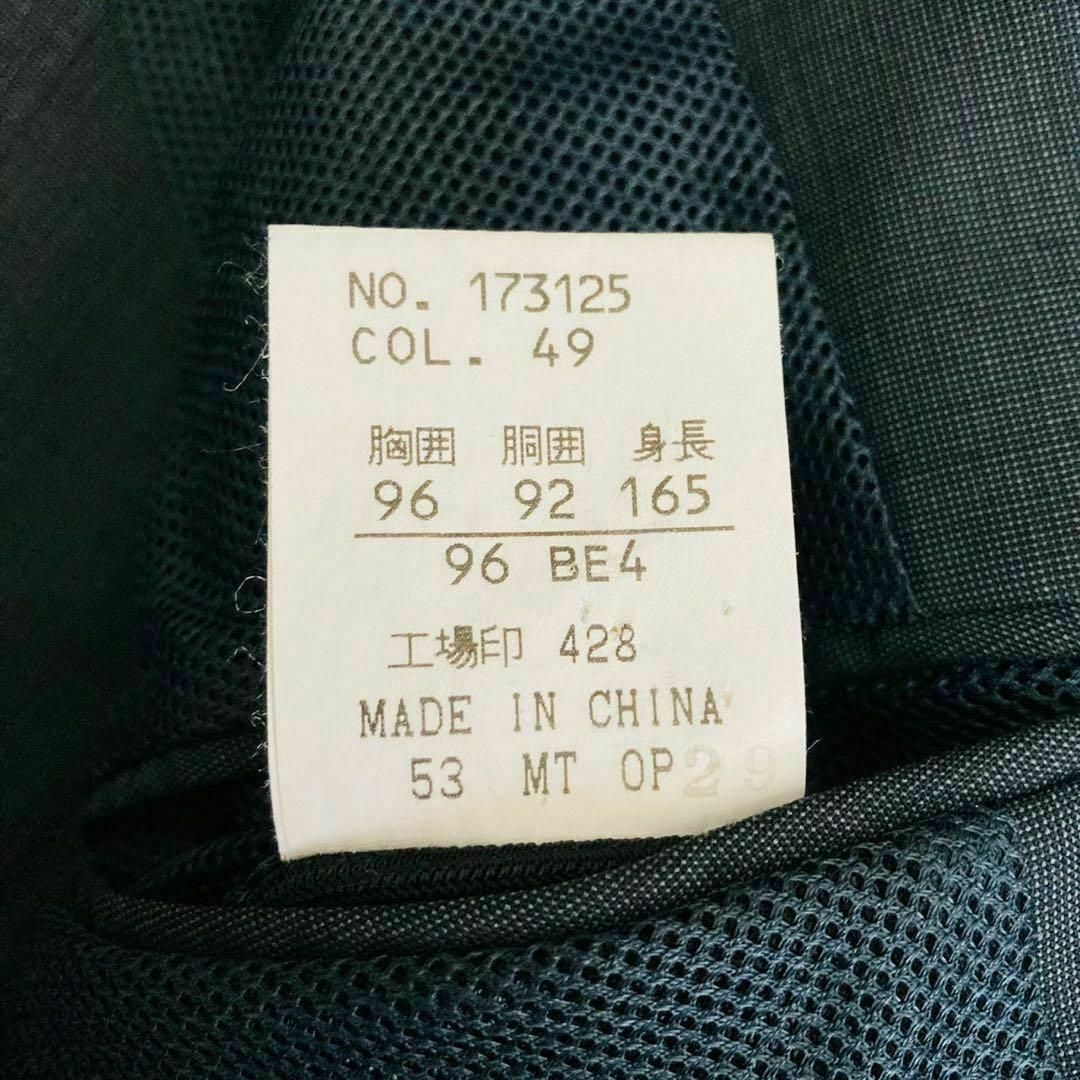 NO. 173125
COL. 49
胸囲 胴囲 身長
96 92 165
96 BE4
工場印 428
MADE IN CHINA
53 MT OP29